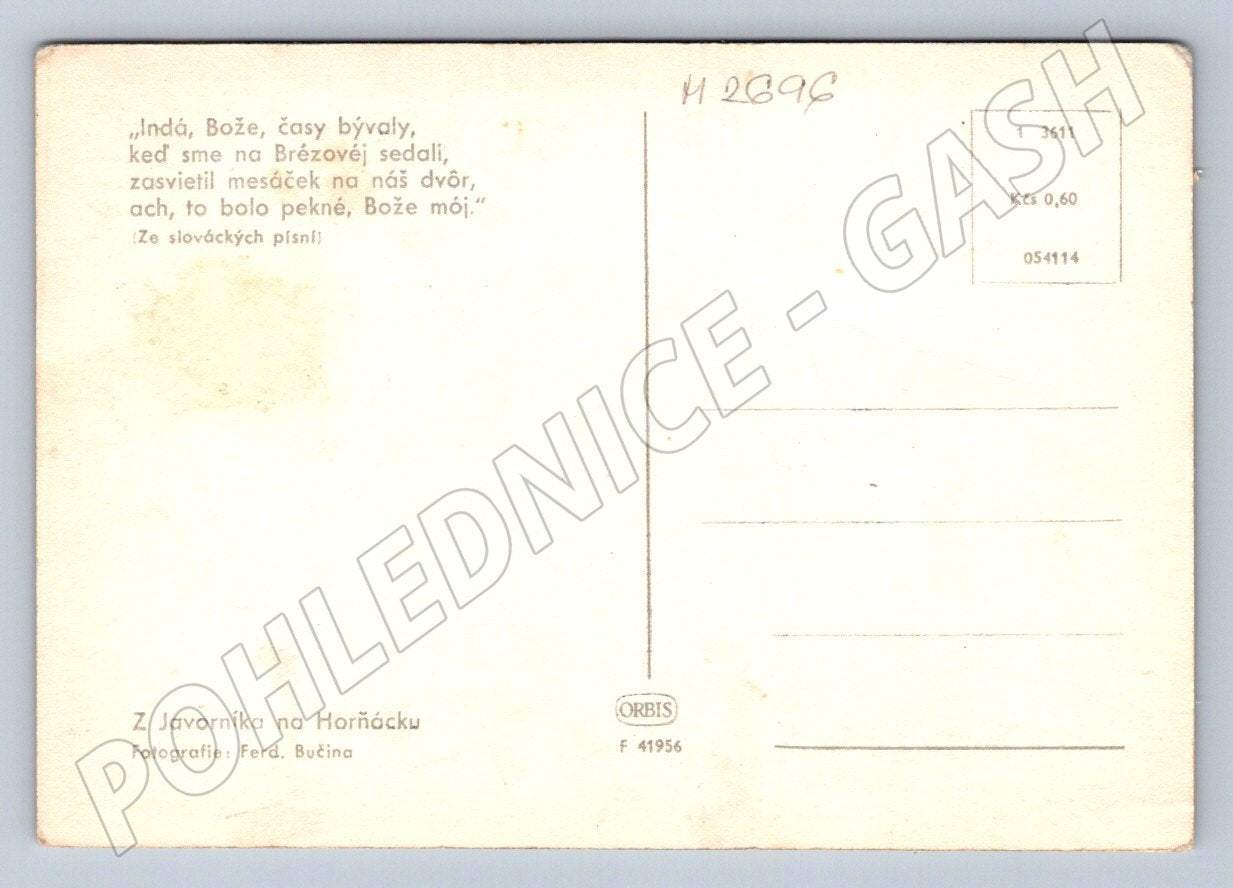 „Indá, Bože, časy bývaly,
keď sme na Brézovéj sedali,
zasvietil mesáček na náš dvôr,
ach, to bolo pekné, Bože mój.“
(Ze slováckých písní)
Z Javorníka na Horňácku
Fotografie: Ferd. Bučina
M 2696
1 3611
Kčs 0,60
054114
ORBIS
F 41956
POHLEDNICE - GASH